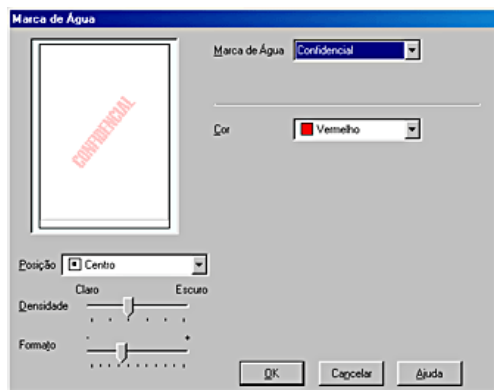 Marca de Água
Marca de Água Confidencial
CONFIDENCIAL
Cor Vermelho
Posição Centro
Claro Escuro
Densidade
- +
Formato
OK Cancelar Ajuda